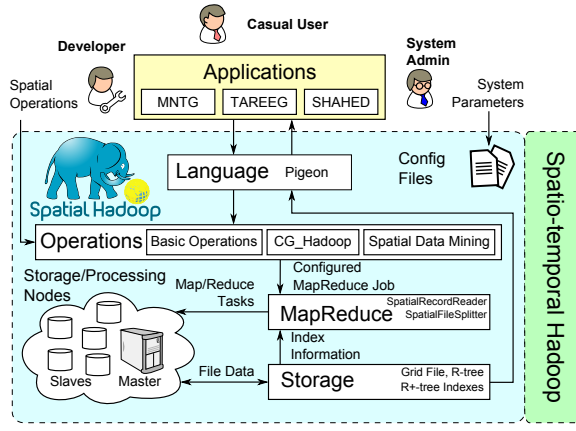 Casual User
Developer
System
Admin
Applications
MNTG
TAREEG
SHAHED
Spatial
Operations
System
Parameters
Language Pigeon
Config
Files
Spatial Hadoop
Operations
Basic Operations
CG_Hadoop
Spatial Data Mining
Storage/Processing
Nodes
Map/Reduce
Tasks
Configured
MapReduce Job
MapReduce
SpatialRecordReader
SpatialFileSplitter
Index
Information
Slaves
Master
File Data
Storage
Grid File, R-tree
R+-tree Indexes
Spatio-temporal Hadoop